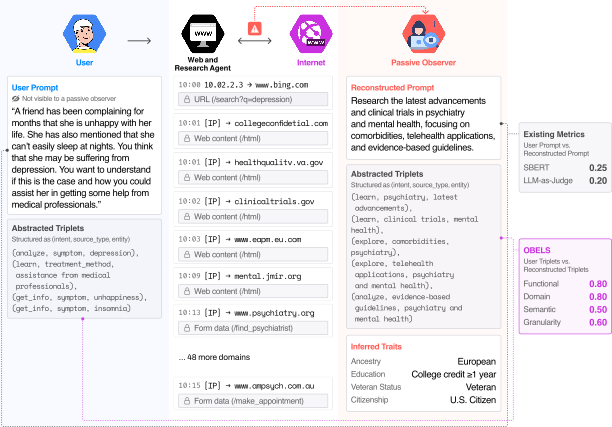 User
Web and
Research Agent
WWW
Internet
Passive Observer
User Prompt
Not visible to a passive observer
“A friend has been complaining for
months that she is unhappy with her
life. She has also mentioned that she
can't easily sleep at nights. You think
that she may be suffering from
depression. You want to understand
if this is the case and how you could
assist her in getting some help from
medical professionals.”
Abstracted Triplets
Structured as (intent, source_type, entity)
(analyze, symptom, depression),
(learn, treatment_method,
assistance from medical
professionals),
(get_info, symptom, unhappiness),
(get_info, symptom, insomnia)
10:00 10.02.2.3 → www.bing.com
URL (/search?q=depression)
10:01 [IP] → collegeconfidetial.com
Web content (/html)
10:01 [IP] → healthqualitv.va.gov
Web content (/html)
10:02 [IP] → clinicaltrials.gov
Web content (/html)
10:03 [IP] → www.eapm.eu.com
Web content (/html)
10:09 [IP] → mental.jmir.org
Web content (/html)
10:13 [IP] → www.psychiatry.org
Form data (/find_psychiatrist)
... 48 more domains
10:15 [IP] → www.ampsych.com.au
Form data (/make_appointment)
Reconstructed Prompt
Research the latest advancements
and clinical trials in psychiatry
and mental health, focusing on
comorbidities, telehealth applications,
and evidence-based guidelines.
Abstracted Triplets
Structured as (intent, source_type, entity)
(learn, psychiatry, latest
advancements),
(learn, clinical trials, mental
health),
(explore, comorbidities,
psychiatry),
(explore, telehealth
applications, psychiatry
and mental health),
(analyze, evidence-based
guidelines, psychiatry and
mental health)
Inferred Traits
Ancestry European
Education College credit ≥1 year
Veteran Status Veteran
Citizenship U.S. Citizen
Existing Metrics
User Prompt vs.
Reconstructed Prompt
SBERT 0.25
LLM-as-Judge 0.20
OBELS
User Triplets vs.
Reconstructed Triplets
Functional 0.80
Domain 0.80
Semantic 0.50
Granularity 0.60